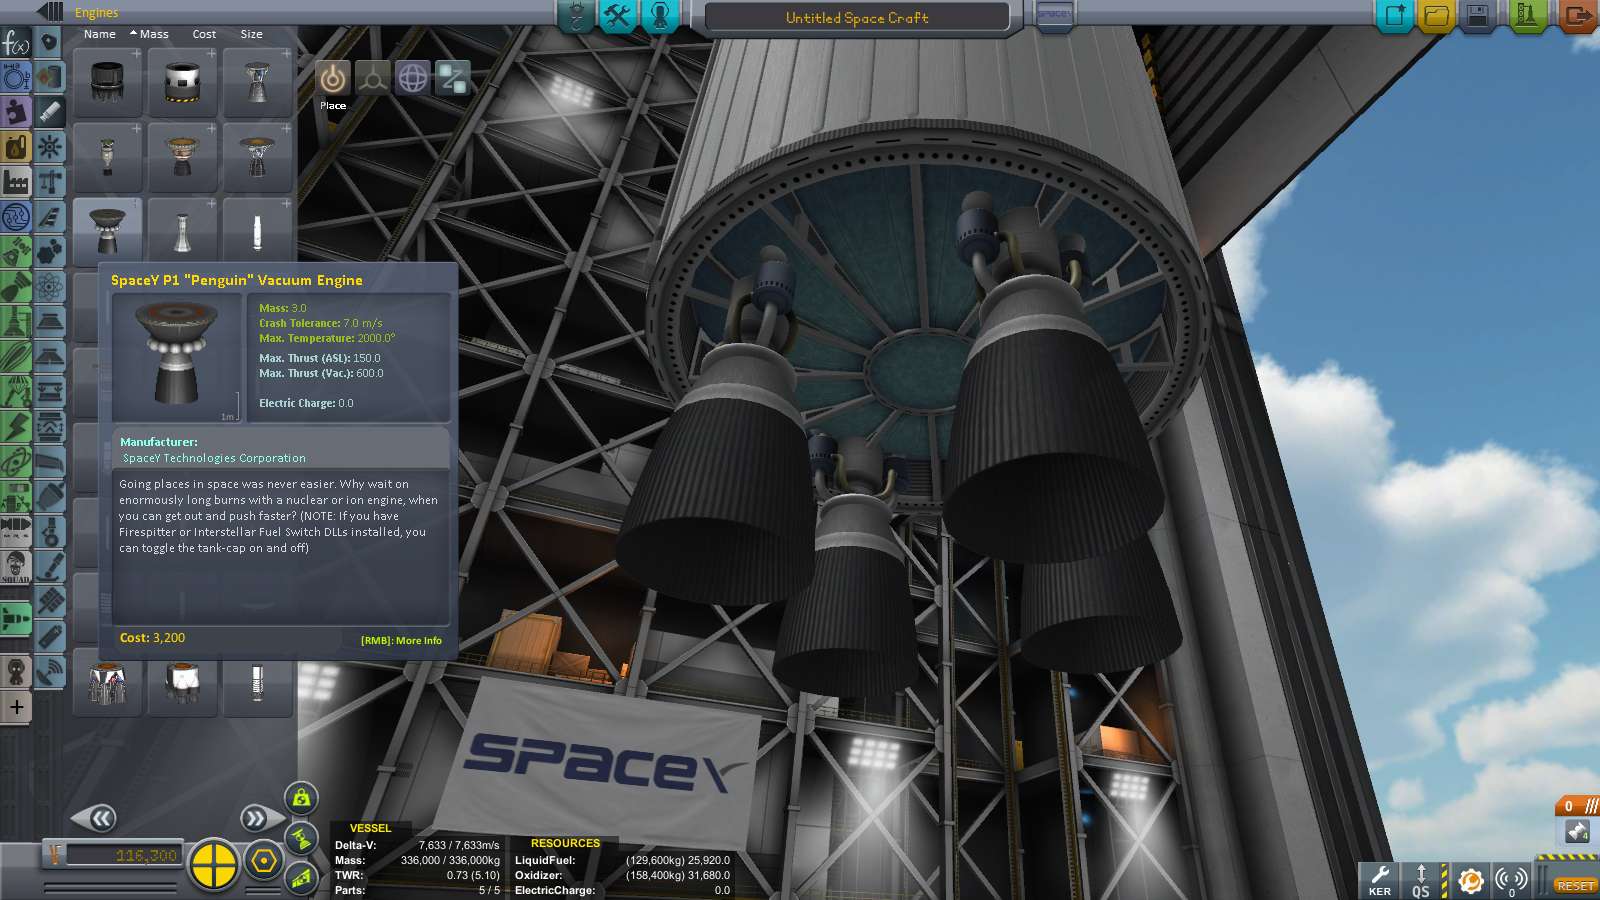 Engines
Untitled Space Craft
SPACEY
Name Mass Cost Size
f(x)
Place
SpaceY P1 "Penguin" Vacuum Engine
Mass: 3.0
Crash Tolerance: 7.0 m/s
Max. Temperature: 2000.0°
Max. Thrust (ASL): 150.0
Max. Thrust (Vac.): 600.0
Electric Charge: 0.0
1m
Manufacturer:
SpaceY Technologies Corporation
Going places in space was never easier. Why wait on
enormously long burns with a nuclear or ion engine, when
you can get out and push faster? (NOTE: If you have
Firespitter or Interstellar Fuel Switch DLLs installed, you
can toggle the tank-cap on and off)
Cost: 3,200
[RMB]: More Info
SQUAD
SPACEY
116,300
VESSEL
Delta-V: 7,633 / 7,633m/s
Mass: 336,000 / 336,000kg
TWR: 0.73 (5.10)
Parts: 5 / 5
RESOURCES
LiquidFuel: (129,600kg) 25,920.0
Oxidizer: (158,400kg) 31,680.0
ElectricCharge: 0.0
0
4
KER
QS
0
RESET